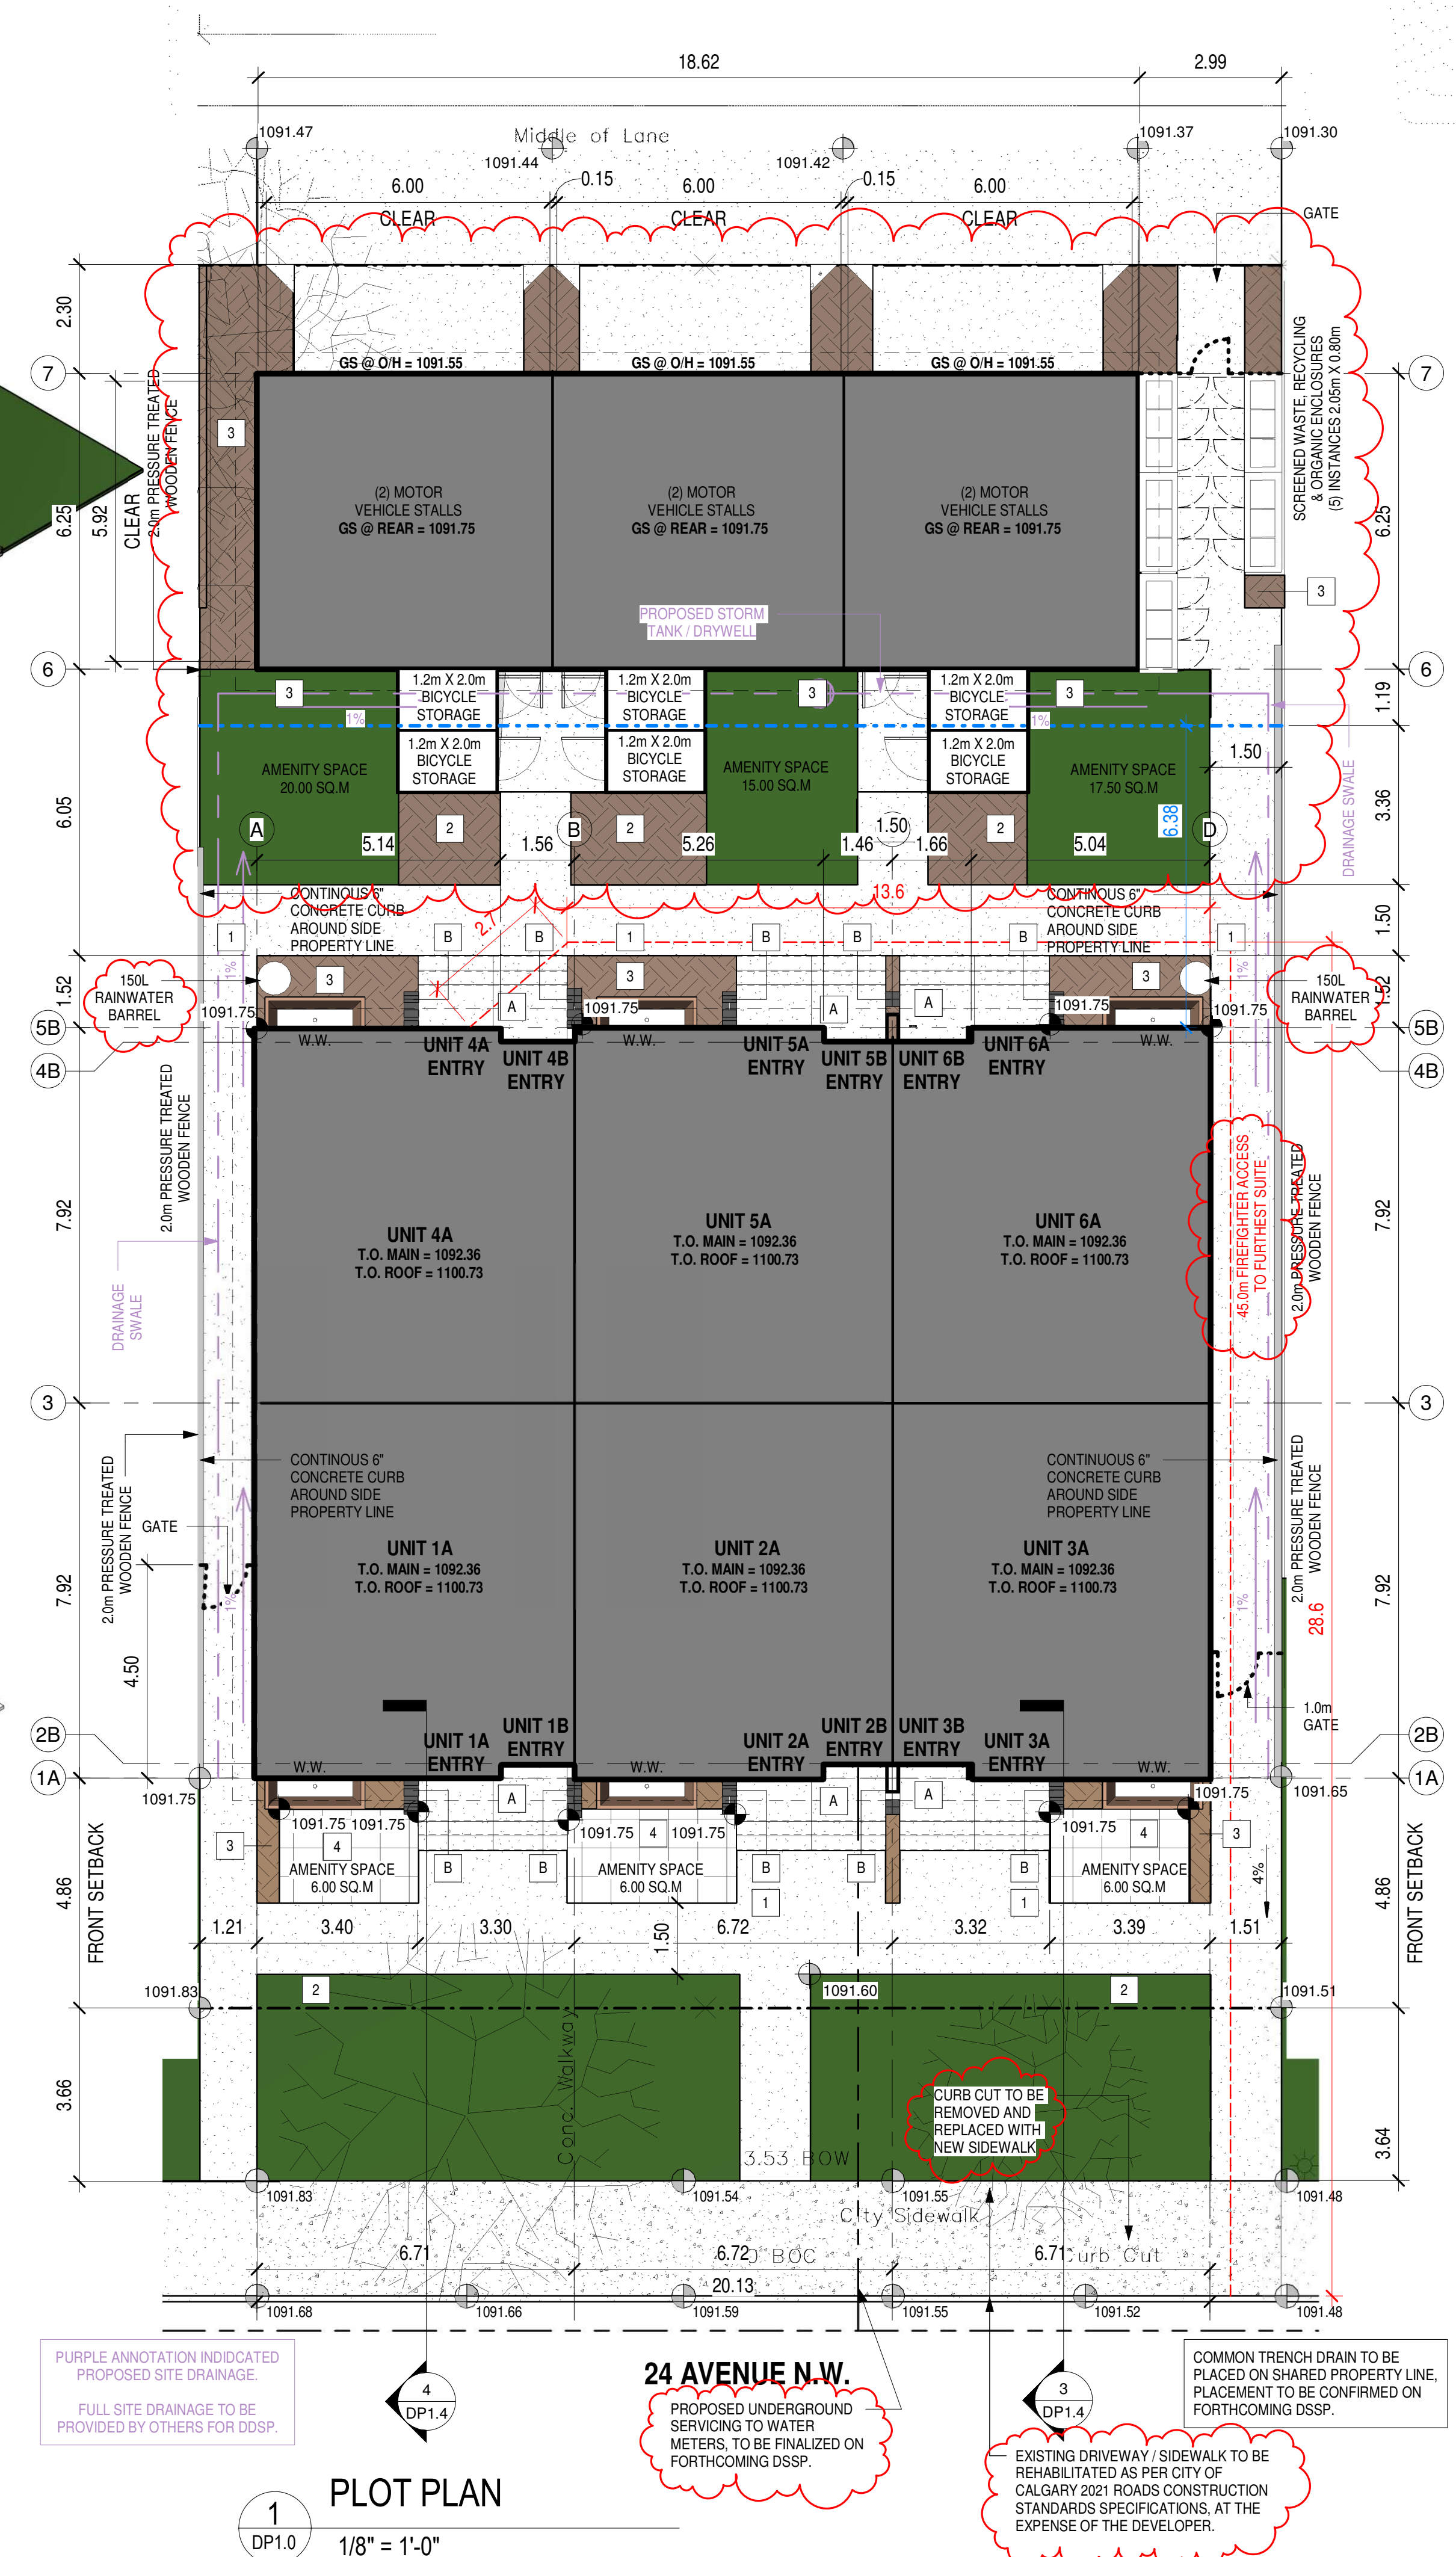 18.62
2.99
1091.47
Middle of Lane
1091.44
1091.42
1091.37
1091.30
6.00
CLEAR
0.15
6.00
CLEAR
0.15
6.00
CLEAR
GATE
2.30
7
7
GS @ O/H = 1091.55
GS @ O/H = 1091.55
GS @ O/H = 1091.55
SCREENED WASTE, RECYCLING
& ORGANIC ENCLOSURES
(5) INSTANCES 2.05m X 0.80m
2.0m PRESSURE TREATED
WOODEN FENCE
3
6.25
5.92
CLEAR
6.25
(2) MOTOR
VEHICLE STALLS
GS @ REAR = 1091.75
(2) MOTOR
VEHICLE STALLS
GS @ REAR = 1091.75
(2) MOTOR
VEHICLE STALLS
GS @ REAR = 1091.75
3
PROPOSED STORM
TANK / DRYWELL
6
6
3
1.2m X 2.0m
BICYCLE
STORAGE
1.2m X 2.0m
BICYCLE
STORAGE
3
1.2m X 2.0m
BICYCLE
STORAGE
3
1.19
1%
1%
1.2m X 2.0m
BICYCLE
STORAGE
1.2m X 2.0m
BICYCLE
STORAGE
1.2m X 2.0m
BICYCLE
STORAGE
1.50
AMENITY SPACE
20.00 SQ.M
AMENITY SPACE
15.00 SQ.M
AMENITY SPACE
17.50 SQ.M
6.05
6.38
DRAINAGE SWALE
3.36
A
2
B
2
1.50
2
D
5.14
1.56
5.26
1.46
1.66
5.04
13.6
CONTINOUS 6"
CONCRETE CURB
AROUND SIDE
PROPERTY LINE
CONTINOUS 6"
CONCRETE CURB
AROUND SIDE
PROPERTY LINE
2.7
1.50
1
B
B
1
B
B
B
1
1%
1%
1.52
150L
RAINWATER
BARREL
3
3
3
150L
RAINWATER
BARREL
1.52
1091.75
A
1091.75
A
A
1091.75
1091.75
5B
5B
W.W.
W.W.
W.W.
UNIT 4A
ENTRY
UNIT 4B
ENTRY
UNIT 5A
ENTRY
UNIT 5B
ENTRY
UNIT 6B
ENTRY
UNIT 6A
ENTRY
4B
4B
2.0m PRESSURE TREATED
WOODEN FENCE
45.0m FIREFIGHTER ACCESS
TO FURTHEST SUITE
2.0m PRESSURE TREATED
WOODEN FENCE
7.92
7.92
UNIT 4A
T.O. MAIN = 1092.36
T.O. ROOF = 1100.73
UNIT 5A
T.O. MAIN = 1092.36
T.O. ROOF = 1100.73
UNIT 6A
T.O. MAIN = 1092.36
T.O. ROOF = 1100.73
DRAINAGE
SWALE
3
3
CONTINOUS 6"
CONCRETE CURB
AROUND SIDE
PROPERTY LINE
CONTINUOUS 6"
CONCRETE CURB
AROUND SIDE
PROPERTY LINE
2.0m PRESSURE TREATED
WOODEN FENCE
2.0m PRESSURE TREATED
WOODEN FENCE
GATE
UNIT 1A
T.O. MAIN = 1092.36
T.O. ROOF = 1100.73
UNIT 2A
T.O. MAIN = 1092.36
T.O. ROOF = 1100.73
UNIT 3A
T.O. MAIN = 1092.36
T.O. ROOF = 1100.73
7.92
7.92
1%
1%
28.6
4.50
1.0m
GATE
2B
2B
UNIT 1A
ENTRY
UNIT 1B
ENTRY
UNIT 2A
ENTRY
UNIT 2B
ENTRY
UNIT 3B
ENTRY
UNIT 3A
ENTRY
W.W.
W.W.
W.W.
1A
1A
1091.75
A
A
A
1091.75
1091.65
1091.75
1091.75
1091.75
1091.75
1091.75
3
4
4
4
3
AMENITY SPACE
6.00 SQ.M
AMENITY SPACE
6.00 SQ.M
AMENITY SPACE
6.00 SQ.M
B
B
B
B
B
1
1
4%
4.86
FRONT SETBACK
4.86
FRONT SETBACK
1.21
3.40
3.30
1.50
6.72
3.32
3.39
1.51
1091.83
2
1091.60
2
1091.51
Conc. Walkway
3.66
3.64
CURB CUT TO BE
REMOVED AND
REPLACED WITH
NEW SIDEWALK
3.53 BOW
1091.83
1091.54
1091.55
1091.48
City Sidewalk
6.71
6.72
BOC
6.71
Curb Cut
20.13
1091.68
1091.66
1091.59
1091.55
1091.52
1091.48
PURPLE ANNOTATION INDIDCATED
PROPOSED SITE DRAINAGE.
FULL SITE DRAINAGE TO BE
PROVIDED BY OTHERS FOR DDSP.
4
DP1.4
24 AVENUE N.W.
3
DP1.4
COMMON TRENCH DRAIN TO BE
PLACED ON SHARED PROPERTY LINE,
PLACEMENT TO BE CONFIRMED ON
FORTHCOMING DSSP.
PROPOSED UNDERGROUND
SERVICING TO WATER
METERS, TO BE FINALIZED ON
FORTHCOMING DSSP.
EXISTING DRIVEWAY / SIDEWALK TO BE
REHABILITATED AS PER CITY OF
CALGARY 2021 ROADS CONSTRUCTION
STANDARDS SPECIFICATIONS, AT THE
EXPENSE OF THE DEVELOPER.
1
DP1.0
PLOT PLAN
1/8" = 1'-0"